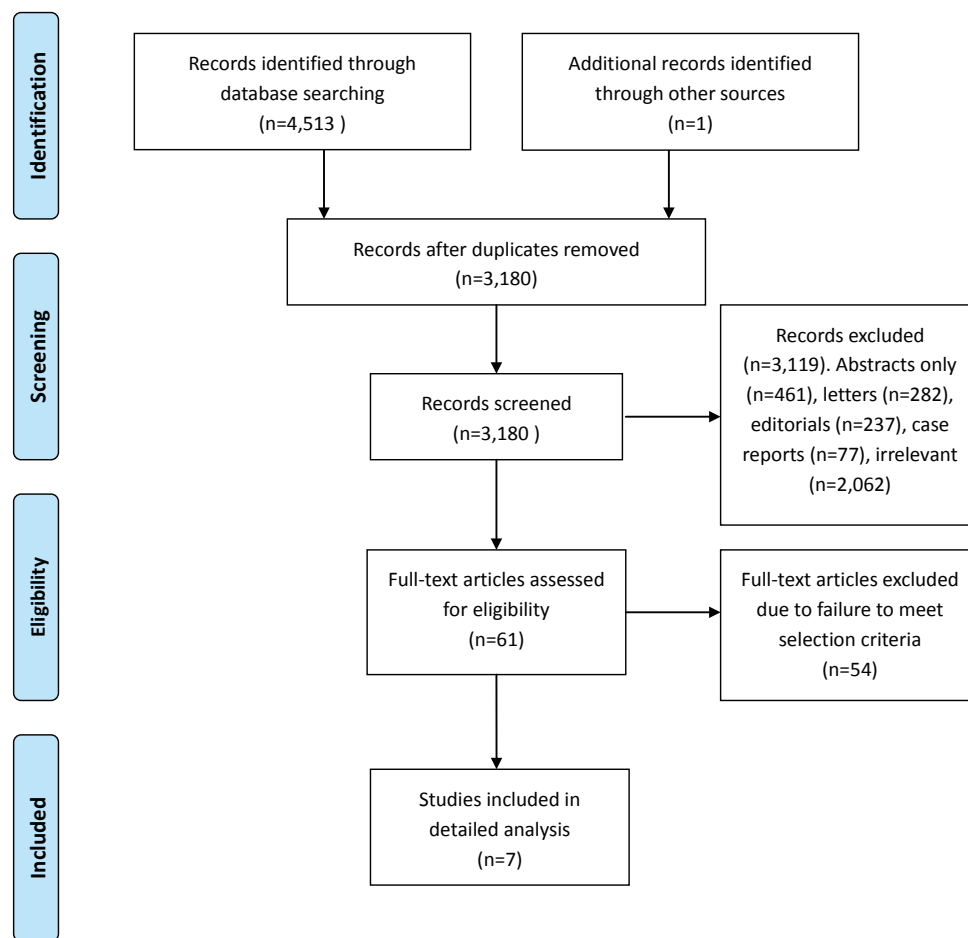 Identification
Records identified through
database searching
(n=4,513 )
Additional records identified
through other sources
(n=1)
Records after duplicates removed
(n=3,180)
Screening
Records screened
(n=3,180 )
Records excluded
(n=3,119). Abstracts only
(n=461), letters (n=282),
editorials (n=237), case
reports (n=77), irrelevant
(n=2,062)
Eligibility
Full-text articles assessed
for eligibility
(n=61)
Full-text articles excluded
due to failure to meet
selection criteria
(n=54)
Included
Studies included in
detailed analysis
(n=7)